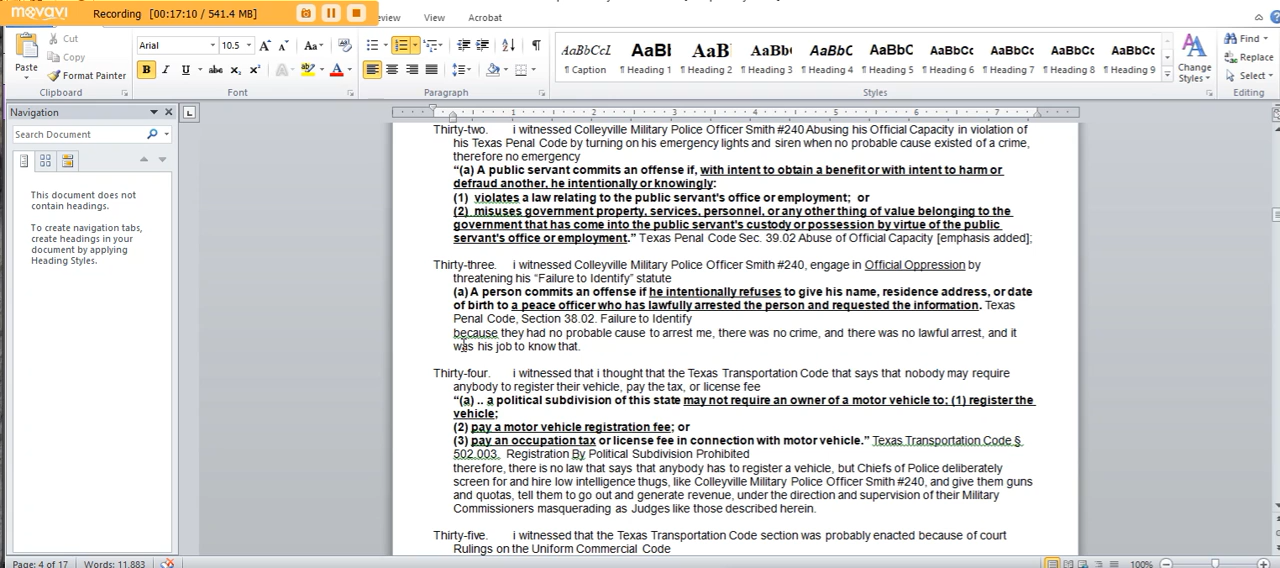 movavi Recording [00:17:10 / 541.4 MB]
View Acrobat
Paste Cut Copy Format Painter Clipboard
Arial 10.5 Font
Paragraph
AaBbCcL AaBl AaB AaBbC AaBbC AaBbC AaBbCc AaBbCc AaBbCc AaBbCc
¶ Caption ¶ Heading 1 ¶ Heading 2 ¶ Heading 3 ¶ Heading 4 ¶ Heading 5 ¶ Heading 6 ¶ Heading 7 ¶ Heading 8 ¶ Heading 9
Styles
Change Styles
Find Replace Select Editing
Navigation
Search Document
This document does not
contain headings.
To create navigation tabs,
create headings in your
document by applying
Heading Styles.
Thirty-two. i witnessed Colleyville Military Police Officer Smith #240 Abusing his Official Capacity in violation of
his Texas Penal Code by turning on his emergency lights and siren when no probable cause existed of a crime,
therefore no emergency
“(a) A public servant commits an offense if, with intent to obtain a benefit or with intent to harm or
defraud another, he intentionally or knowingly:
(1) violates a law relating to the public servant's office or employment; or
(2) misuses government property, services, personnel, or any other thing of value belonging to the
government that has come into the public servant's custody or possession by virtue of the public
servant's office or employment.” Texas Penal Code Sec. 39.02 Abuse of Official Capacity [emphasis added];
Thirty-three. i witnessed Colleyville Military Police Officer Smith #240, engage in Official Oppression by
threatening his “Failure to Identify” statute
(a) A person commits an offense if he intentionally refuses to give his name, residence address, or date
of birth to a peace officer who has lawfully arrested the person and requested the information. Texas
Penal Code, Section 38.02. Failure to Identify
because they had no probable cause to arrest me, there was no crime, and there was no lawful arrest, and it
was his job to know that.
Thirty-four. i witnessed that i thought that the Texas Transportation Code that says that nobody may require
anybody to register their vehicle, pay the tax, or license fee
“(a) .. a political subdivision of this state may not require an owner of a motor vehicle to: (1) register the
vehicle;
(2) pay a motor vehicle registration fee; or
(3) pay an occupation tax or license fee in connection with motor vehicle.” Texas Transportation Code §
502.003. Registration By Political Subdivision Prohibited
therefore, there is no law that says that anybody has to register a vehicle, but Chiefs of Police deliberately
screen for and hire low intelligence thugs, like Colleyville Military Police Officer Smith #240, and give them guns
and quotas, tell them to go out and generate revenue, under the direction and supervision of their Military
Commissioners masquerading as Judges like those described herein.
Thirty-five. i witnessed that the Texas Transportation Code section was probably enacted because of court
Rulings on the Uniform Commercial Code
Page: 4 of 17 Words: 11,883 100%